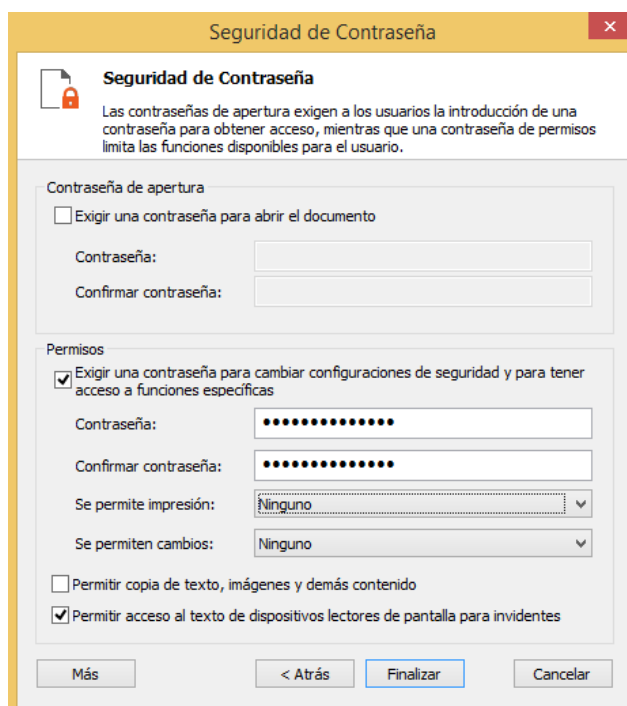 Seguridad de Contraseña
Seguridad de Contraseña
Las contraseñas de apertura exigen a los usuarios la introducción de una
contraseña para obtener acceso, mientras que una contraseña de permisos
limita las funciones disponibles para el usuario.
Contraseña de apertura
Exigir una contraseña para abrir el documento
Contraseña:
Confirmar contraseña:
Permisos
Exigir una contraseña para cambiar configuraciones de seguridad y para tener
acceso a funciones específicas
Contraseña: ••••••••••••••
Confirmar contraseña: ••••••••••••••
Se permite impresión: Ninguno
Se permiten cambios: Ninguno
Permitir copia de texto, imágenes y demás contenido
Permitir acceso al texto de dispositivos lectores de pantalla para invidentes
Más < Atrás Finalizar Cancelar